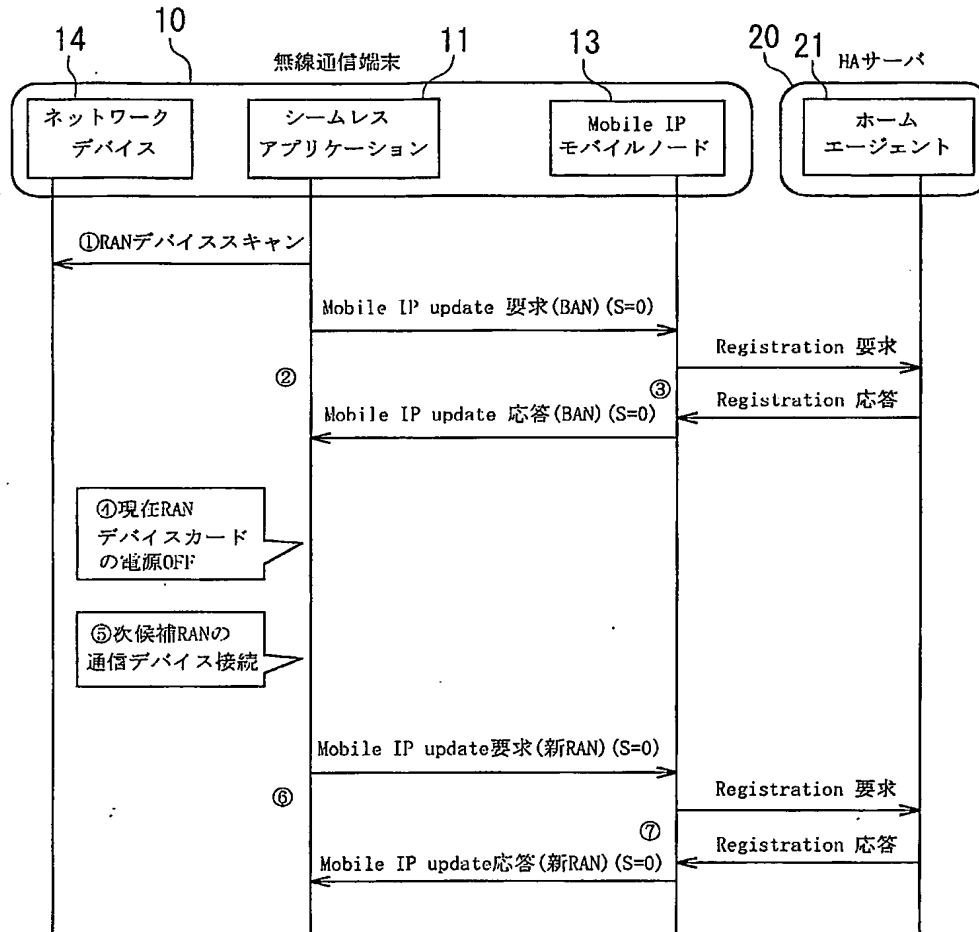 14
10
無線通信端末
11
13
20
21
HAサーバ
ネットワーク
デバイス
シームレス
アプリケーション
Mobile IP
モバイルノード
ホーム
エージェント
①RANデバイススキャン
Mobile IP update 要求(BAN)(S=0)
Registration 要求
②
③
Registration 応答
Mobile IP update 応答(BAN)(S=0)
④現在RAN
デバイスカード
の電源OFF
⑤次候補RANの
通信デバイス接続
Mobile IP update要求(新RAN)(S=0)
Registration 要求
⑥
⑦
Registration 応答
Mobile IP update応答(新RAN)(S=0)